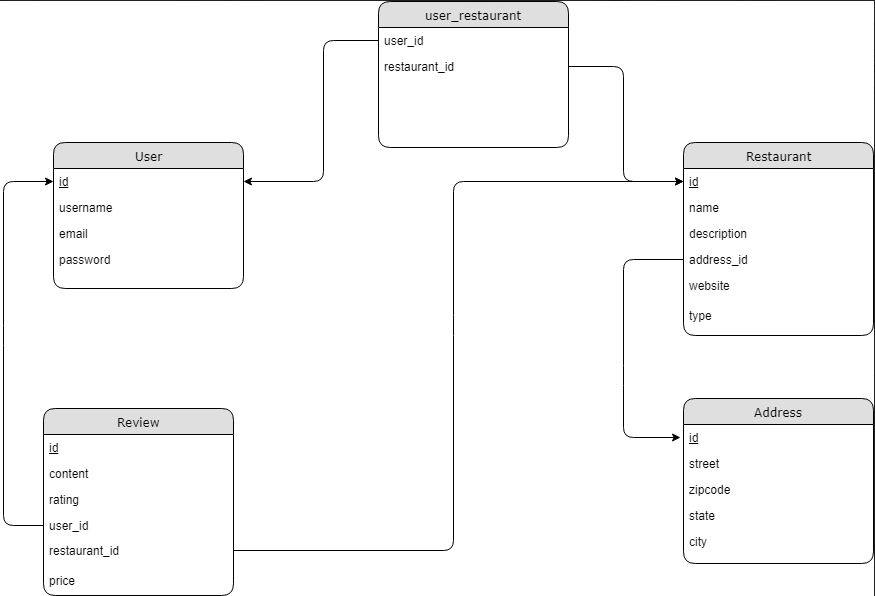 user_restaurant
user_id
restaurant_id
User
id
username
email
password
Restaurant
id
name
description
address_id
website
type
Review
id
content
rating
user_id
restaurant_id
price
Address
id
street
zipcode
state
city